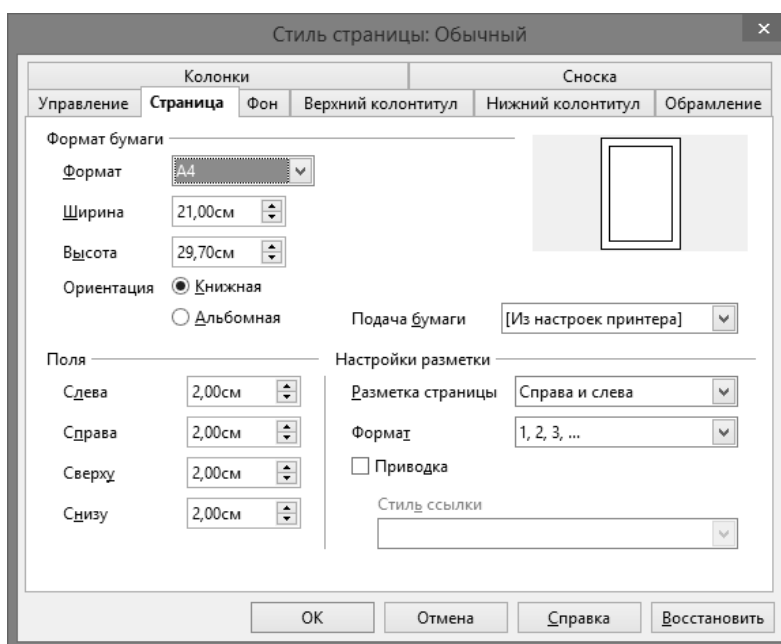 Стиль страницы: Обычный
Колонки Сноска
Управление Страница Фон Верхний колонтитул Нижний колонтитул Обрамление
Формат бумаги
Формат A4
Ширина 21,00см
Высота 29,70см
Ориентация Книжная
Альбомная Подача бумаги [Из настроек принтера]
Поля Настройки разметки
Слева 2,00см Разметка страницы Справа и слева
Справа 2,00см Формат 1, 2, 3, ...
Сверху 2,00см Приводка
Стиль ссылки
Снизу 2,00см
OK Отмена Справка Восстановить